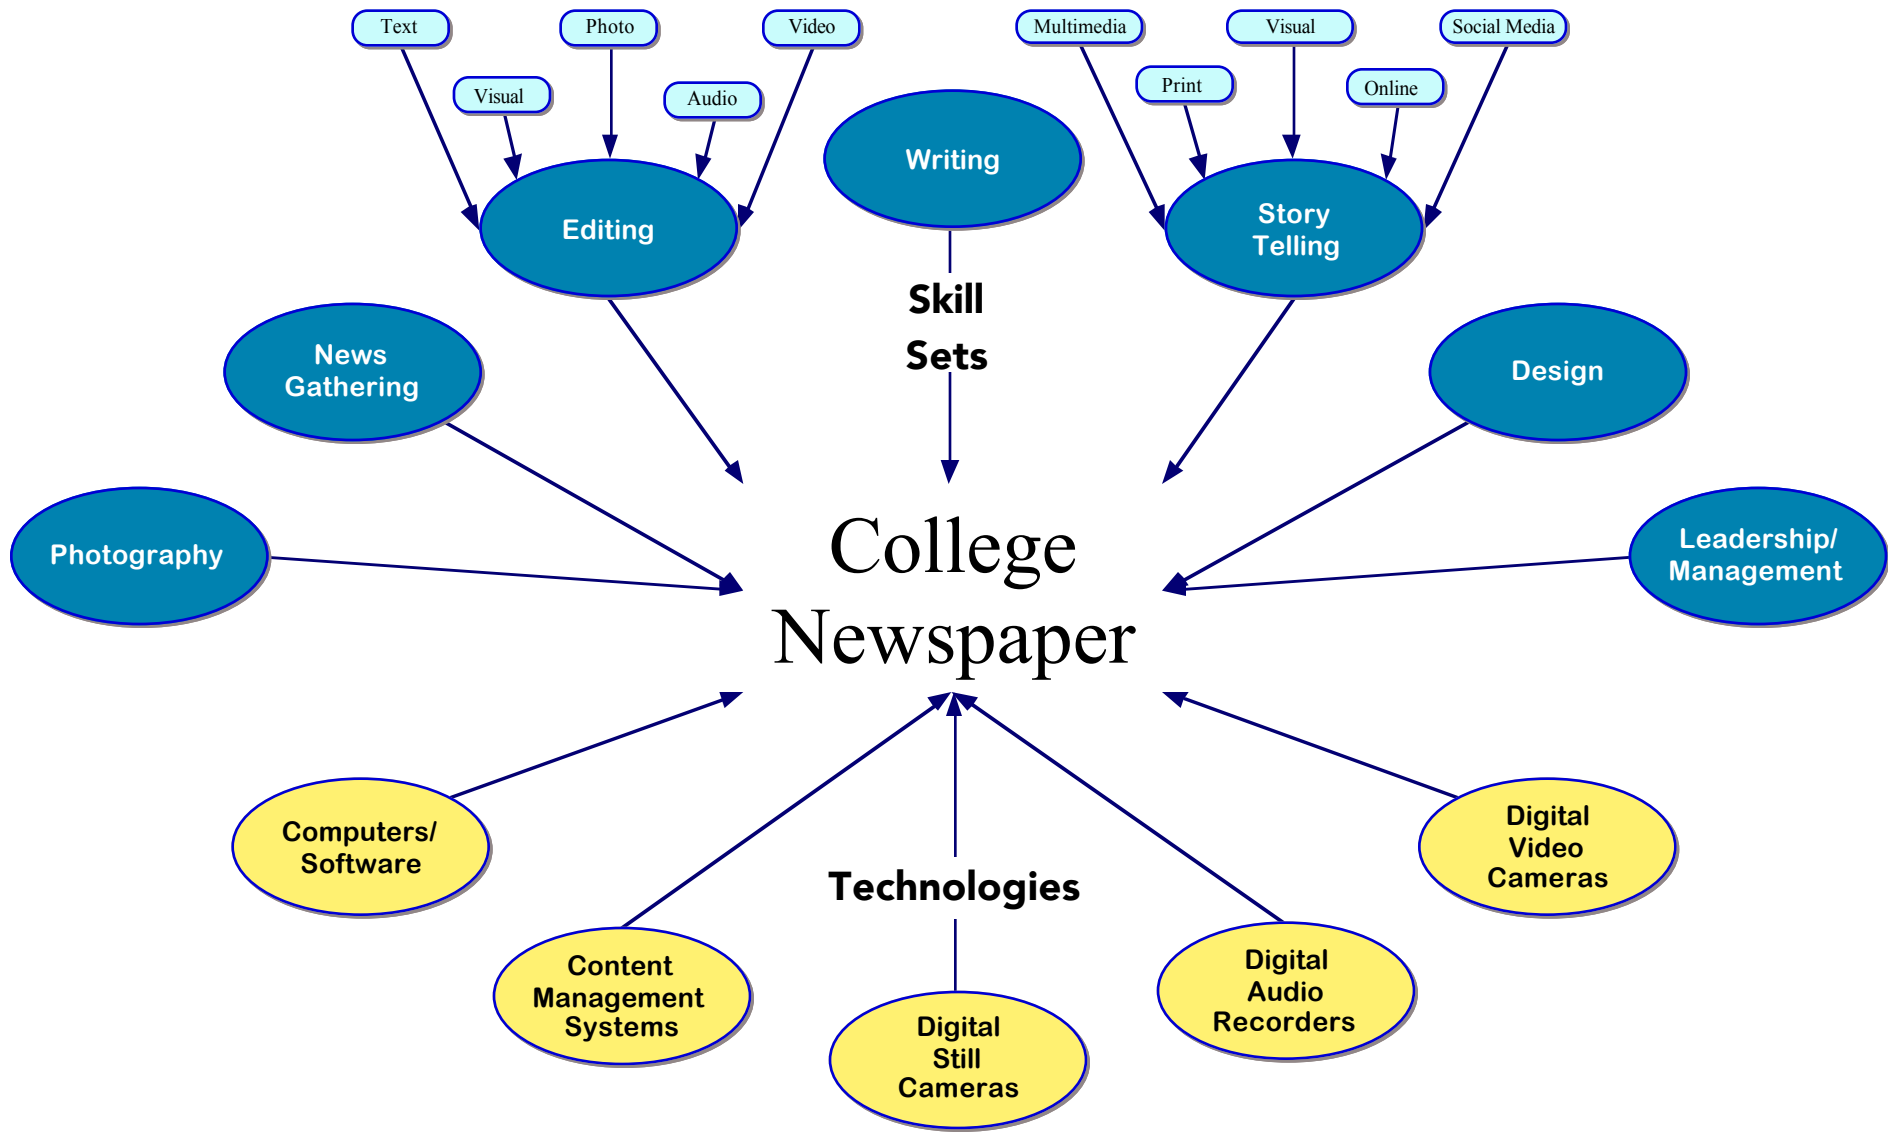 Text
Photo
Video
Multimedia
Visual
Social Media
Visual
Audio
Print
Online
Writing
Editing
Story
Telling
Skill
Sets
News
Gathering
Design
Photography
Leadership/
Management
College
Newspaper
Computers/
Software
Digital
Video
Cameras
Technologies
Content
Management
Systems
Digital
Audio
Recorders
Digital
Still
Cameras